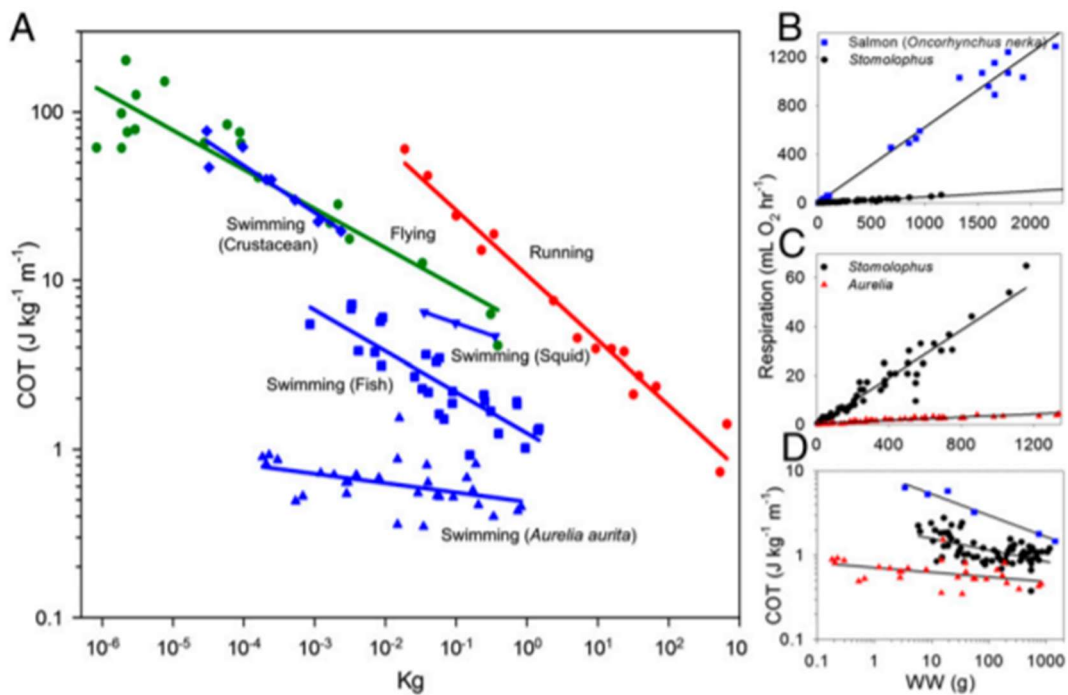 A
COT (J kg⁻¹ m⁻¹)
100
10
1
0.1
Swimming
(Crustacean)
Flying
Running
Swimming (Squid)
Swimming (Fish)
Swimming (Aurelia aurita)
10⁻⁶ 10⁻⁵ 10⁻⁴ 10⁻³ 10⁻² 10⁻¹ 10⁰ 10¹ 10² 10
Kg
B
Salmon (Oncorhynchus nerka)
Stomolophus
1200
800
400
0
0 500 1000 1500 2000
Respiration (mL O₂ hr⁻¹)
C
Stomolophus
Aurelia
60
40
20
0
0 400 800 1200
D
COT (J kg⁻¹ m⁻¹)
10
1
0.1
0.1 1 10 100 1000
WW (g)